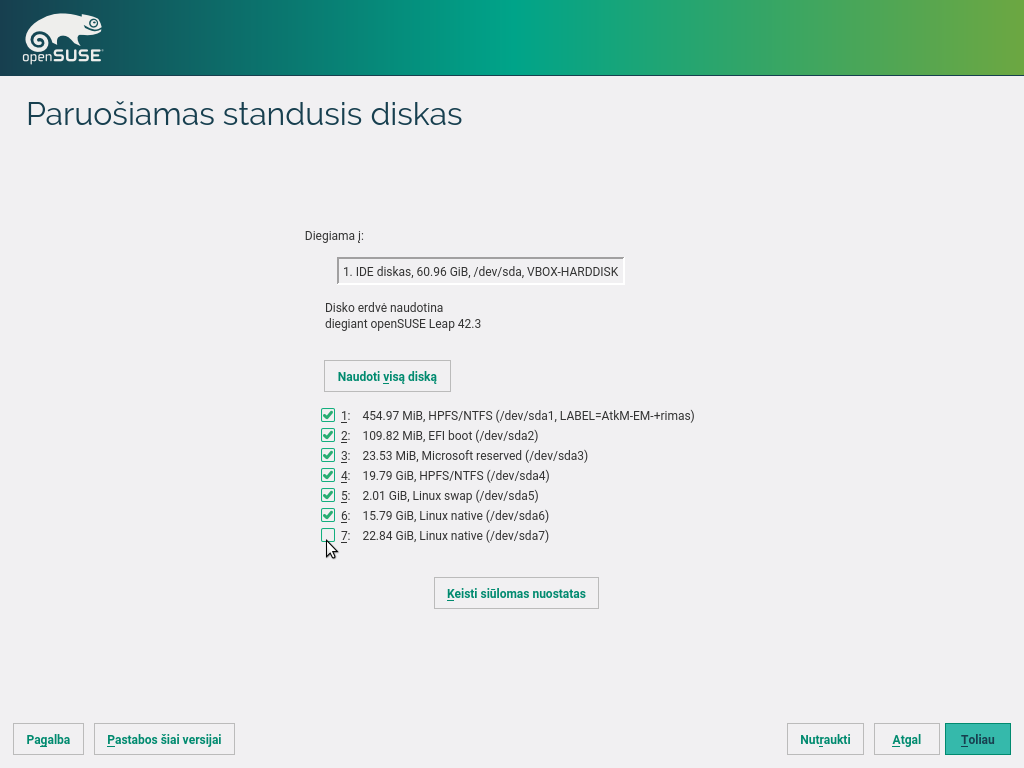 openSUSE
Paruošiamas standusis diskas
Diegiama į:
1. IDE diskas, 60.96 GiB, /dev/sda, VBOX-HARDDISK
Disko erdvė naudotina
diegiant openSUSE Leap 42.3
Naudoti visą diską
1: 454.97 MiB, HPFS/NTFS (/dev/sda1, LABEL=AtkM-EM-+rimas)
2: 109.82 MiB, EFI boot (/dev/sda2)
3: 23.53 MiB, Microsoft reserved (/dev/sda3)
4: 19.79 GiB, HPFS/NTFS (/dev/sda4)
5: 2.01 GiB, Linux swap (/dev/sda5)
6: 15.79 GiB, Linux native (/dev/sda6)
7: 22.84 GiB, Linux native (/dev/sda7)
Keisti siūlomas nuostatas
Pagalba Pastabos šiai versijai Nutraukti Atgal Toliau